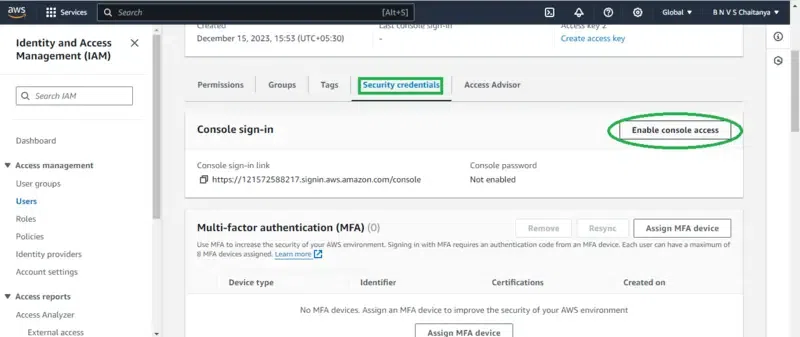 aws
Services
Search
[Alt+S]
Global
B N V S Chaitanya
Identity and Access
Management (IAM)
Search IAM
Dashboard
Access management
User groups
Users
Roles
Policies
Identity providers
Account settings
Access reports
Access Analyzer
External access
Created
December 15, 2023, 15:53 (UTC+05:30)
Last console sign-in
-
Access key 2
Create access key
Permissions
Groups
Tags
Security credentials
Access Advisor
Console sign-in
Enable console access
Console sign-in link
https://121572588217.signin.aws.amazon.com/console
Console password
Not enabled
Multi-factor authentication (MFA) (0)
Remove
Resync
Assign MFA device
Use MFA to increase the security of your AWS environment. Signing in with MFA requires an authentication code from an MFA device. Each user can have a maximum of
8 MFA devices assigned. Learn more
Device type
Identifier
Certifications
Created on
No MFA devices. Assign an MFA device to improve the security of your AWS environment
Assign MFA device